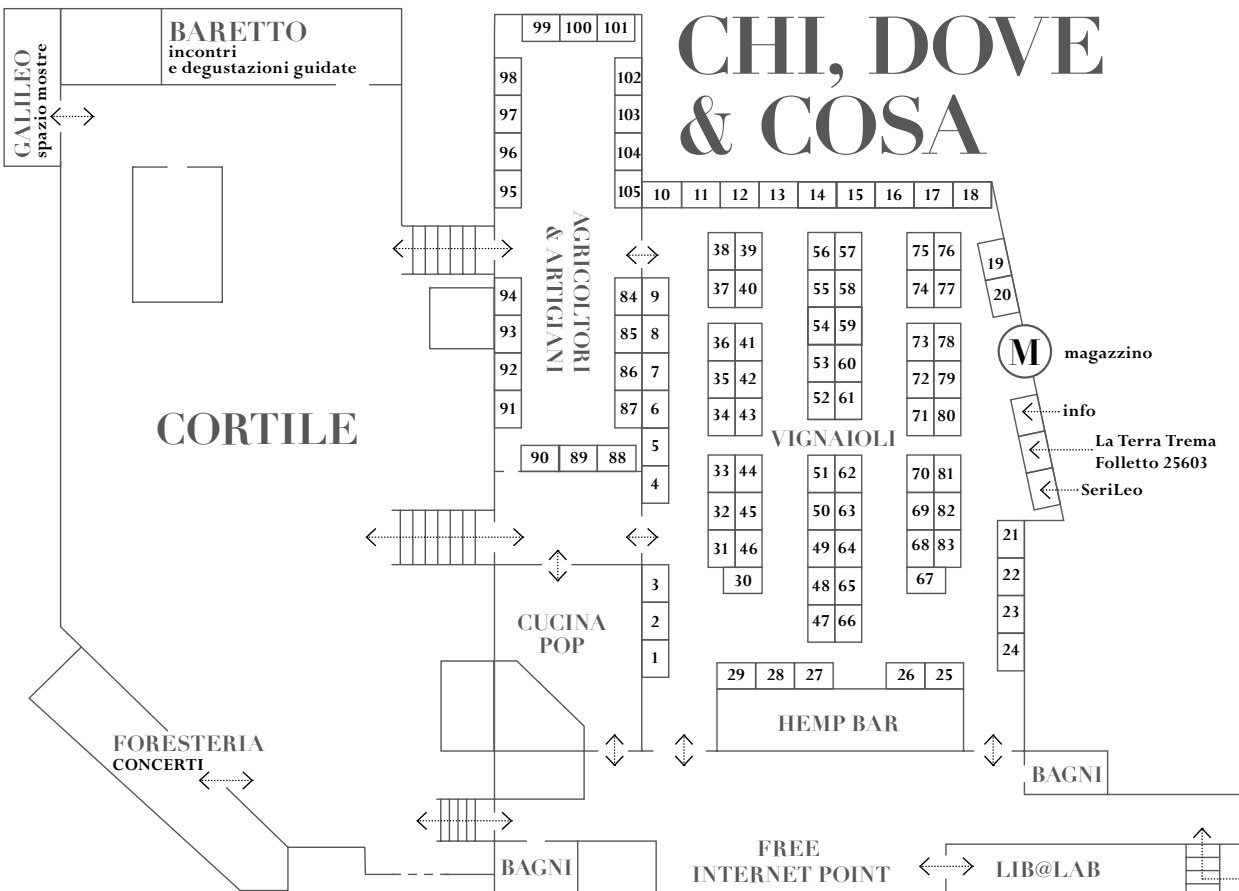 CHI, DOVE
& COSA
GALILEO
spazio mostre
BARETTO
incontri
e degustazioni guidate
99 100 101
98
97
96
95
102
103
104
105
10 11 12 13 14 15 16 17 18
AGRICOLTORI
& ARTIGIANI
94
93
92
91
84 9
85 8
86 7
87 6
5
4
90 89 88
38 39
37 40
36 41
35 42
34 43
33 44
32 45
31 46
30
56 57
55 58
54 59
53 60
52 61
VIGNAIOLI
51 62
50 63
49 64
48 65
47 66
75 76
74 77
73 78
72 79
71 80
70 81
69 82
68 83
67
19
20
M
magazzino
info
La Terra Trema
Folletto 25603
SeriLeo
21
22
23
24
CORTILE
3
2
1
CUCINA
POP
29 28 27
26 25
HEMP BAR
FORESTERIA
CONCERTI
BAGNI
BAGNI
FREE
INTERNET POINT
LIB@LAB